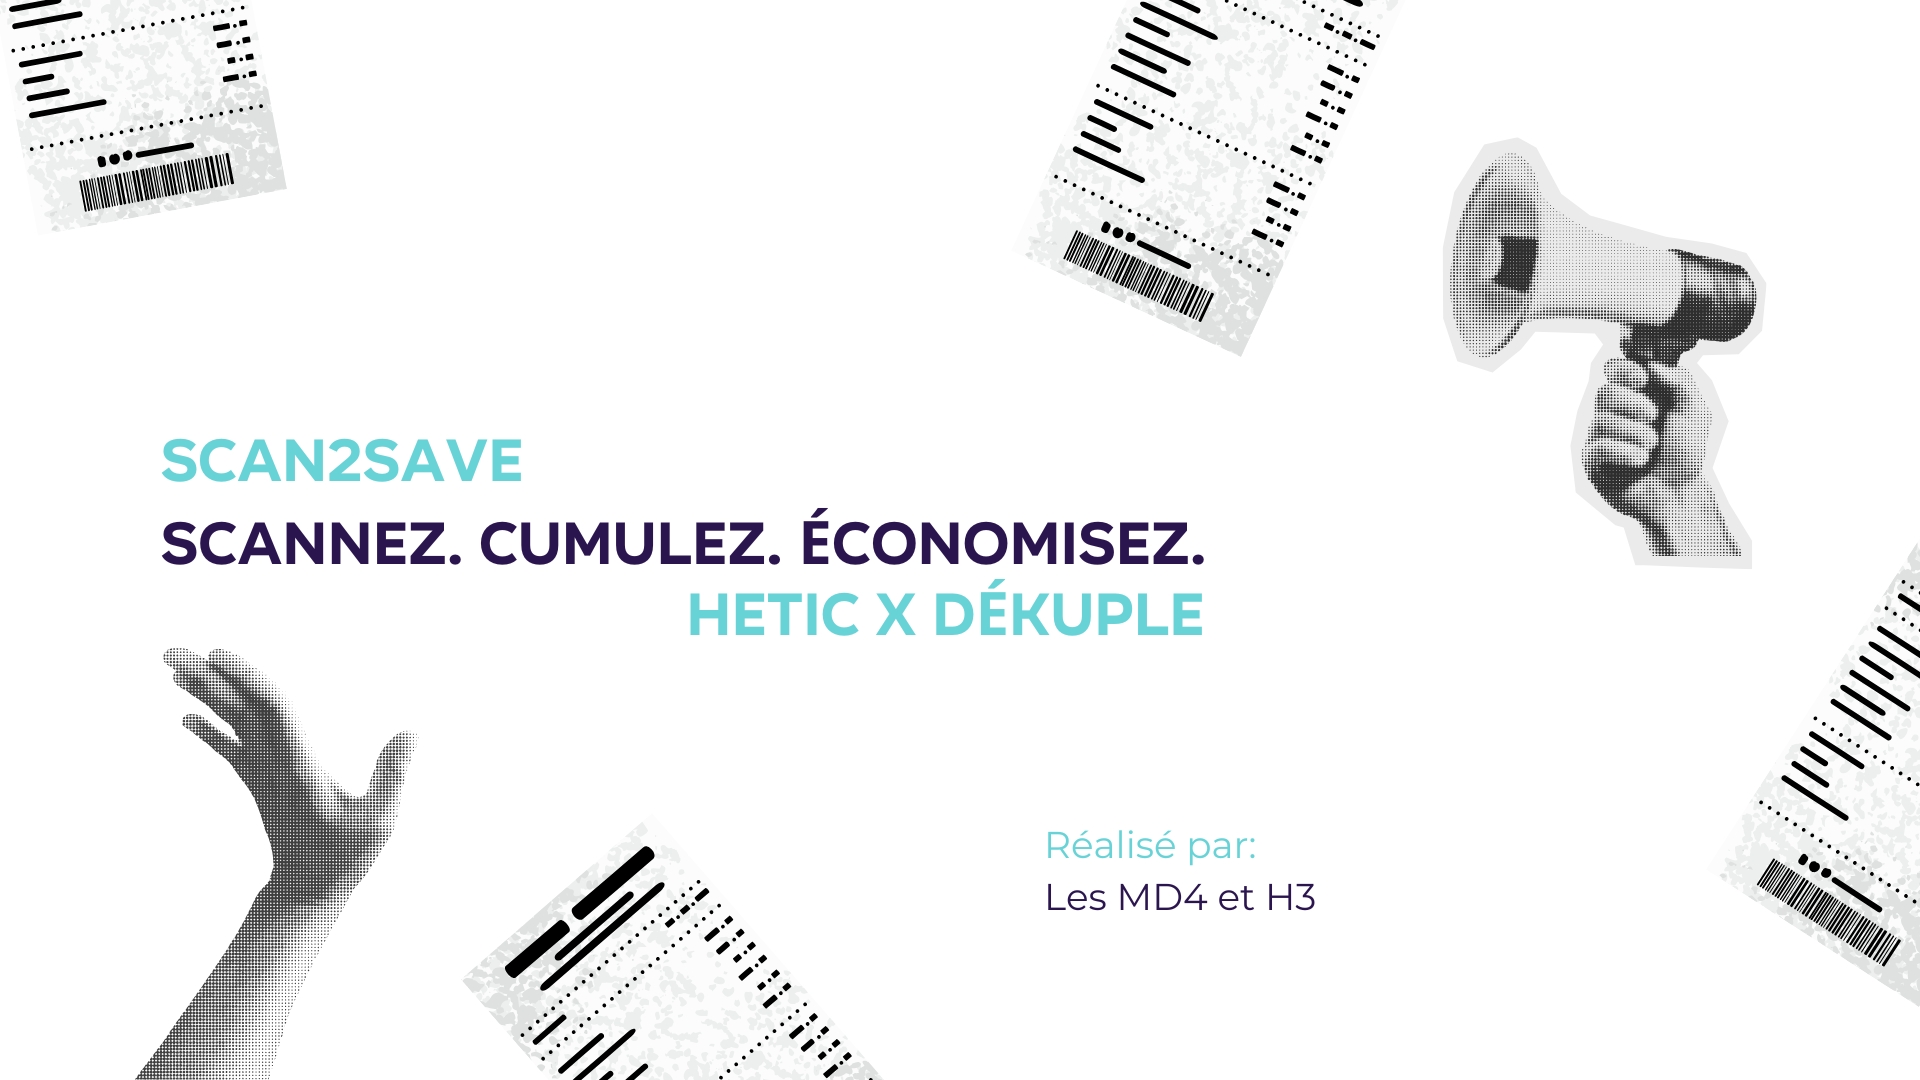 SCAN2SAVE
SCANNEZ. CUMULEZ. ÉCONOMISEZ.
HETIC X DÉKUPLE
Réalisé par:
Les MD4 et H3